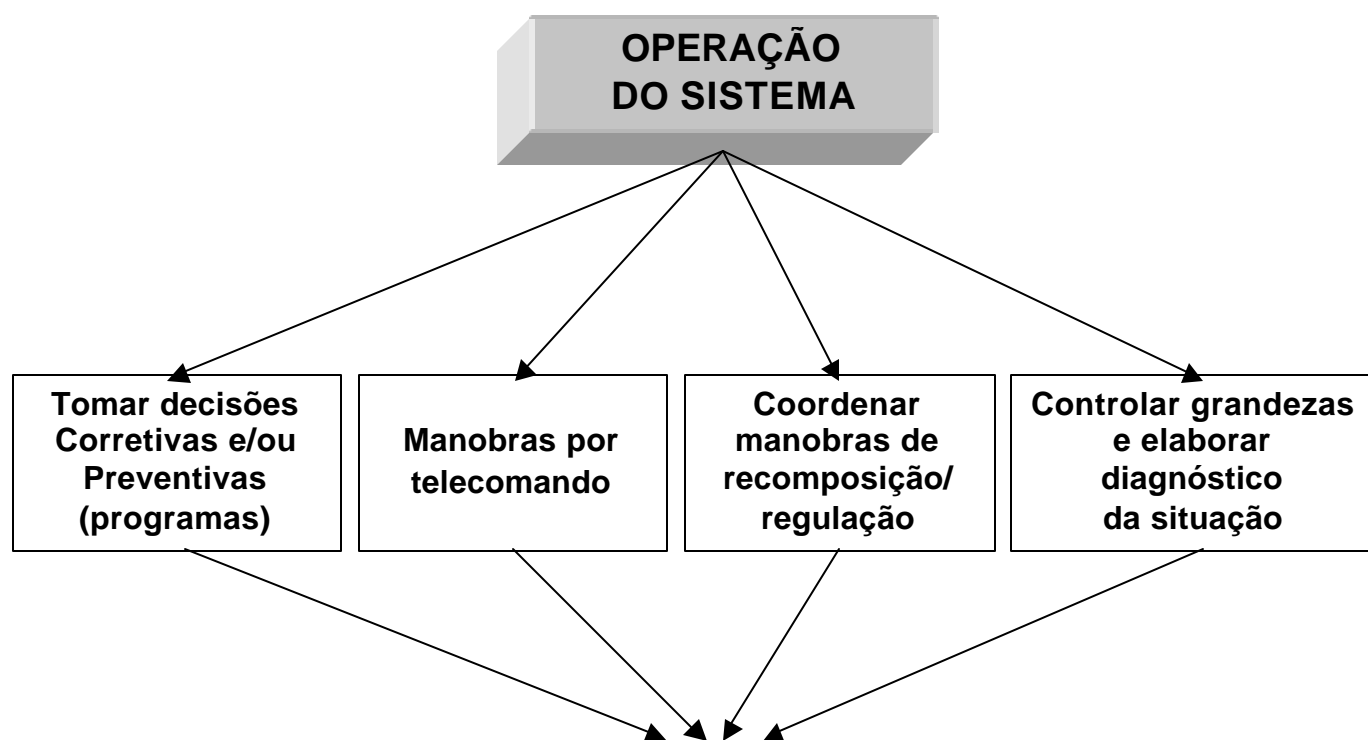 OPERAÇÃO
DO SISTEMA
Tomar decisões
Corretivas e/ou
Preventivas
(programas)
Manobras por
telecomando
Coordenar
manobras de
recomposição/
regulação
Controlar grandezas
e elaborar
diagnóstico
da situação